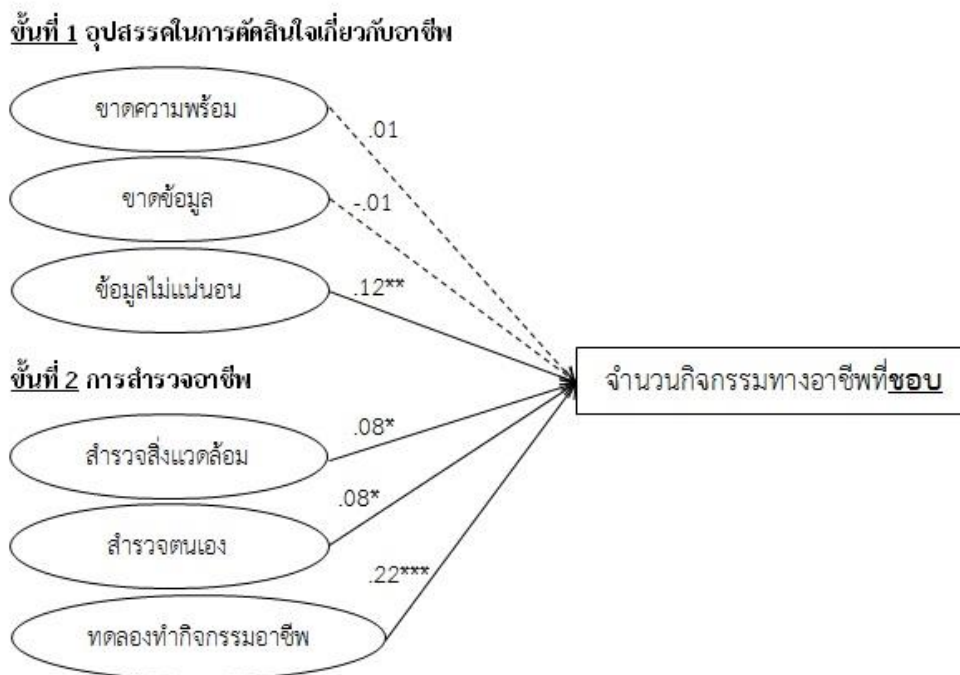 ขั้นที่ 1 อุปสรรคในการตัดสินใจเกี่ยวกับอาชีพ
ขาดความพร้อม
.01
ขาดข้อมูล
-.01
ข้อมูลไม่แน่นอน
.12**
ขั้นที่ 2 การสำรวจอาชีพ
จำนวนกิจกรรมทางอาชีพที่ชอบ
สำรวจสิ่งแวดล้อม
.08*
สำรวจตนเอง
.08*
ทดลองทำกิจกรรมอาชีพ
.22***